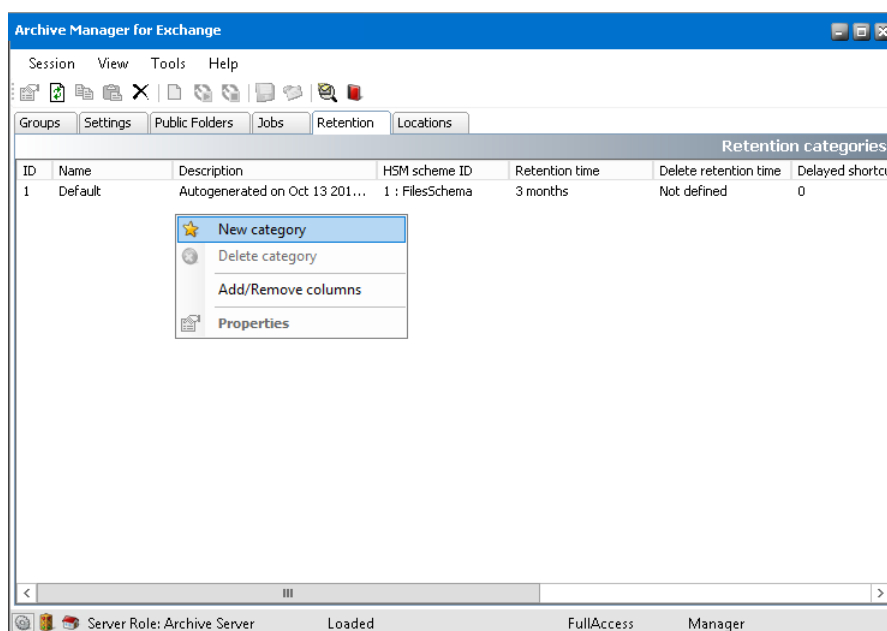 Archive Manager for Exchange
Session View Tools Help
Groups Settings Public Folders Jobs Retention Locations
Retention categories
ID Name Description HSM scheme ID Retention time Delete retention time Delayed shortcu
1 Default Autogenerated on Oct 13 201... 1 : FilesSchema 3 months Not defined 0
New category
Delete category
Add/Remove columns
Properties
Server Role: Archive Server Loaded FullAccess Manager